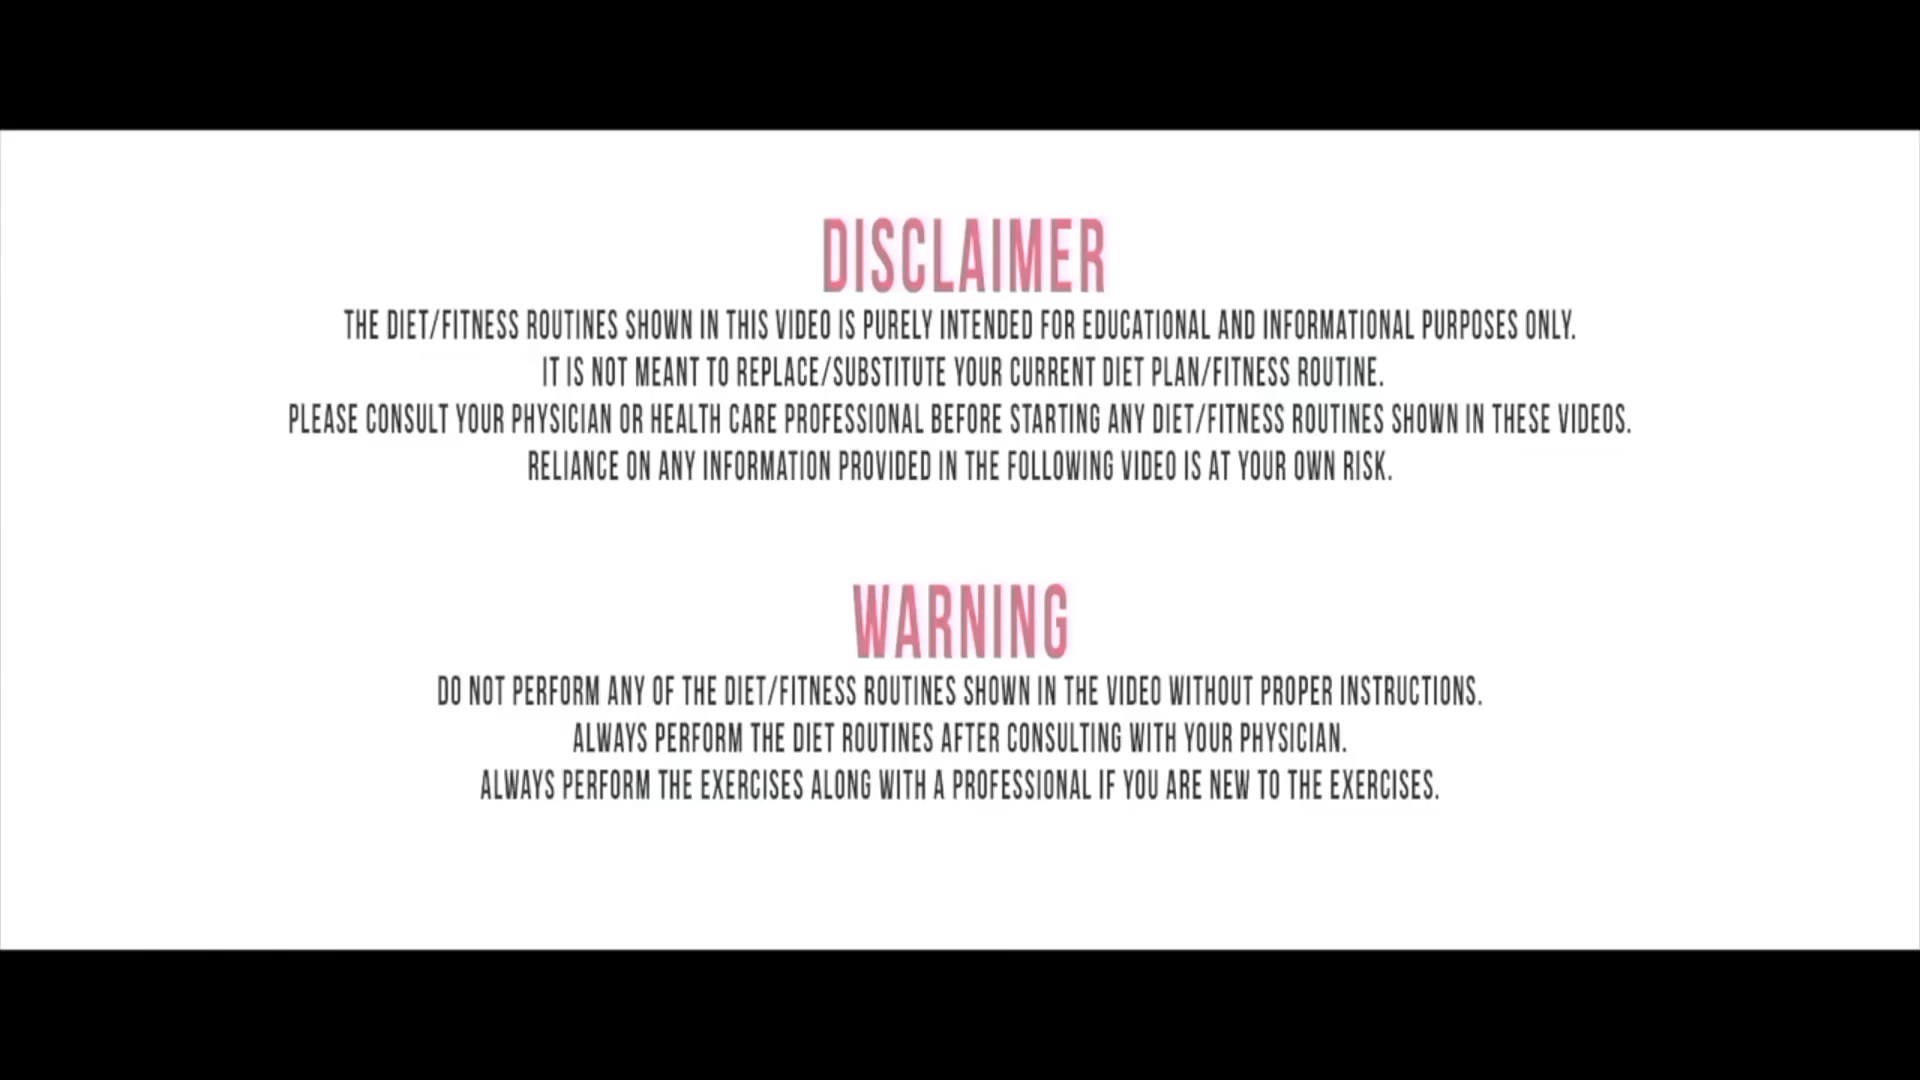 DISCLAIMER
THE DIET/FITNESS ROUTINES SHOWN IN THIS VIDEO IS PURELY INTENDED FOR EDUCATIONAL AND INFORMATIONAL PURPOSES ONLY.
IT IS NOT MEANT TO REPLACE/SUBSTITUTE YOUR CURRENT DIET PLAN/FITNESS ROUTINE.
PLEASE CONSULT YOUR PHYSICIAN OR HEALTH CARE PROFESSIONAL BEFORE STARTING ANY DIET/FITNESS ROUTINES SHOWN IN THESE VIDEOS.
RELIANCE ON ANY INFORMATION PROVIDED IN THE FOLLOWING VIDEO IS AT YOUR OWN RISK.
WARNING
DO NOT PERFORM ANY OF THE DIET/FITNESS ROUTINES SHOWN IN THE VIDEO WITHOUT PROPER INSTRUCTIONS.
ALWAYS PERFORM THE DIET ROUTINES AFTER CONSULTING WITH YOUR PHYSICIAN.
ALWAYS PERFORM THE EXERCISES ALONG WITH A PROFESSIONAL IF YOU ARE NEW TO THE EXERCISES.